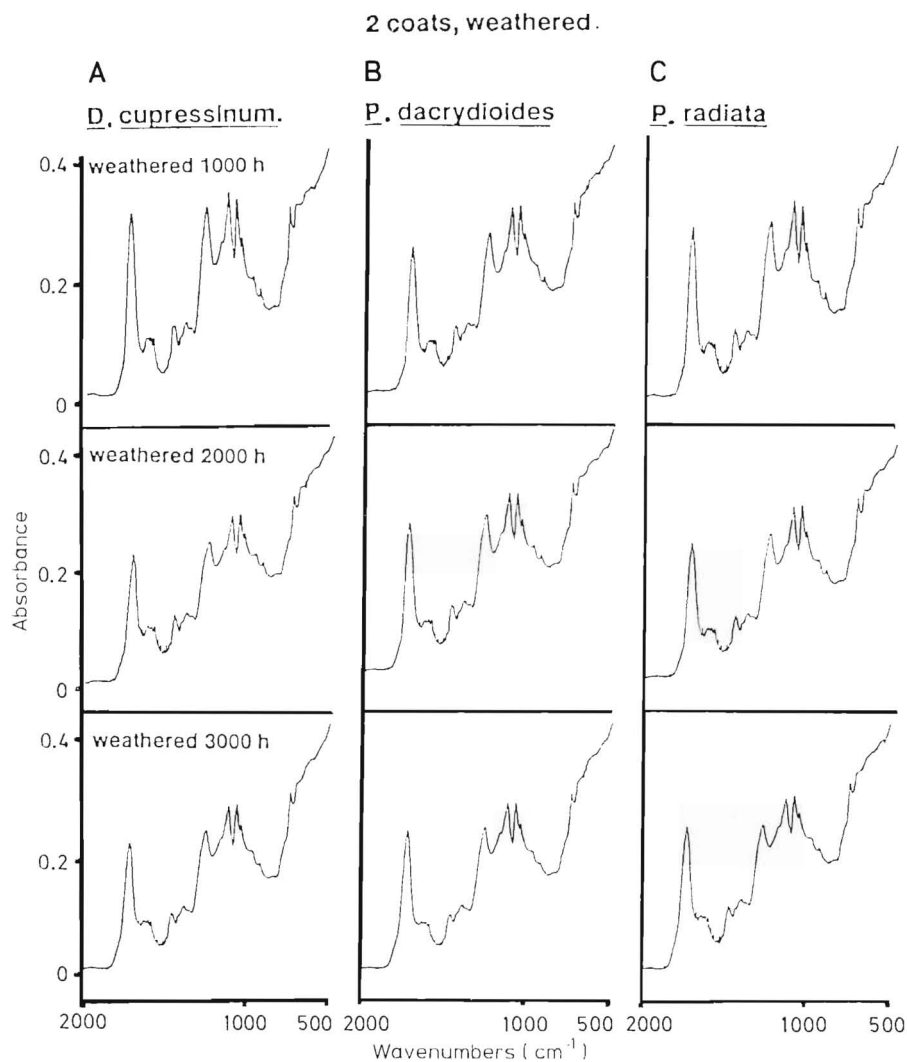 2 coats, weathered.
A
B
C
D. cupressinum.
P. dacrydioides
P. radiata
weathered 1000 h
0.4
0.2
0
weathered 2000 h
0.4
0.2
0
weathered 3000 h
0.4
0.2
0
Absorbance
2000 1000 500
2000 1000 500
2000 1000 500
Wavenumbers (cm⁻¹)